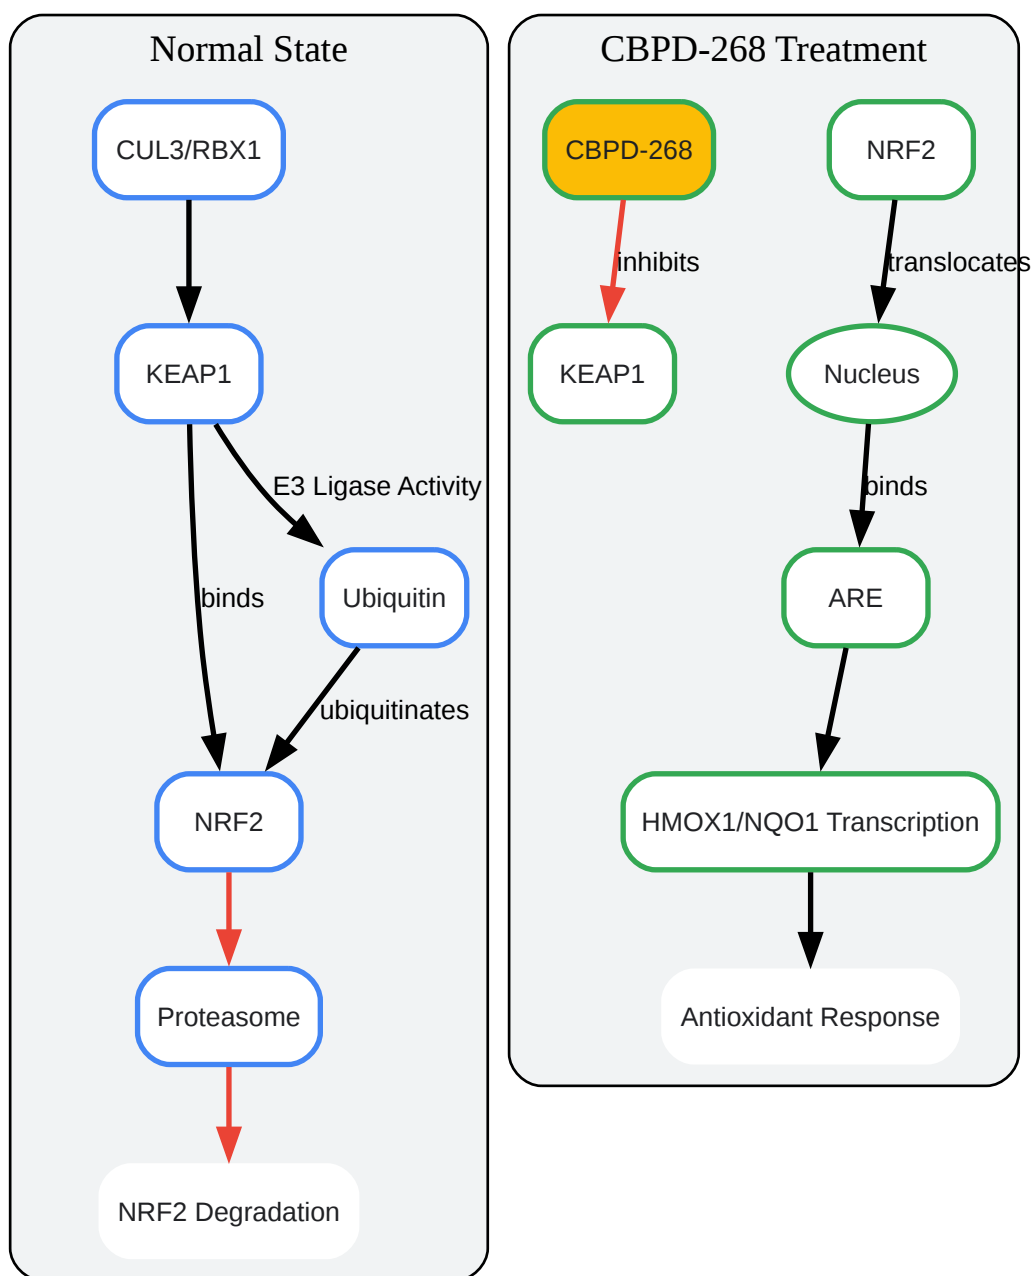 Normal State
CUL3/RBX1
KEAP1
E3 Ligase Activity
binds
Ubiquitin
ubiquitinates
NRF2
Proteasome
NRF2 Degradation
CBPD-268 Treatment
CBPD-268
NRF2
inhibits
translocates
KEAP1
Nucleus
binds
ARE
HMOX1/NQO1 Transcription
Antioxidant Response